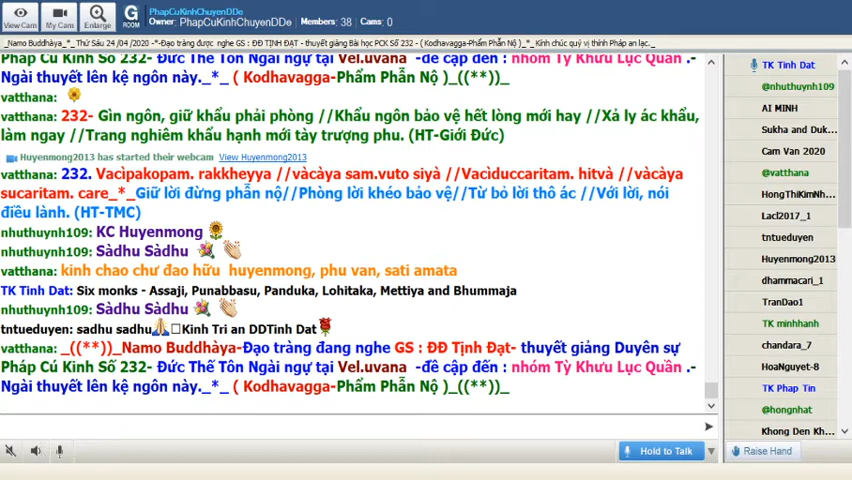 PhapCuKinhChuyenDDe
Owner: PhapCuKinhChuyenDDe Members: 38 Cams: 0
View Cam My Cam Enlarge G ROOM
_Namo Buddhàya_*_ Thứ Sáu 24 /04 /2020 -*-Đạo tràng được nghe GS : ĐĐ TỊNH ĐẠT - thuyết giảng Bài học PCK Số 232 - ( Kodhavagga-Phẩm Phẫn Nộ )_*_ Kính chúc quý vị thính Pháp an lạc._
Pháp Cú Kinh Số 232- Đức Thế Tôn Ngài ngự tại Vel.uvana -đề cập đến : nhóm Tỳ Khưu Lục Quần .-
Ngài thuyết lên kệ ngôn này._*_ ( Kodhavagga-Phẩm Phẫn Nộ )_((**))_
vatthana:
vatthana: 232- Gìn ngôn, giữ khẩu phải phòng //Khẩu ngôn bảo vệ hết lòng mới hay //Xả ly ác khẩu,
làm ngay //Trang nghiêm khẩu hạnh mới tày trượng phu. (HT-Giới Đức)
Huyenmong2013 has started their webcam View Huyenmong2013
vatthana: 232. Vacìpakopam. rakkheyya //vàcàya sam.vuto siyà //Vacìduccaritam. hitvà //vàcàya
sucaritam. care_*_Giữ lời đừng phẫn nộ//Phòng lời khéo bảo vệ//Từ bỏ lời thô ác //Với lời, nói
điều lành. (HT-TMC)
nhuthuynh109: KC Huyenmong
nhuthuynh109: Sàdhu Sàdhu
vatthana: kinh chao chư đao hữu huyenmong, phu van, sati amata
TK Tinh Dat: Six monks - Assaji, Punabbasu, Panduka, Lohitaka, Mettiya and Bhummaja
nhuthuynh109: Sàdhu Sàdhu
tntueduyen: sadhu sadhu Kinh Tri an DDTinh Dat
vatthana: _((**))_Namo Buddhàya-Đạo tràng đang nghe GS : ĐĐ Tịnh Đạt- thuyết giảng Duyên sự
Pháp Cú Kinh Số 232- Đức Thế Tôn Ngài ngự tại Vel.uvana -đề cập đến : nhóm Tỳ Khưu Lục Quần .-
Ngài thuyết lên kệ ngôn này._*_ ( Kodhavagga-Phẩm Phẫn Nộ )_((**))_
Hold to Talk
Raise Hand
TK Tinh Dat
@nhuthuynh109
AI MINH
Sukha and Duk...
Cam Van 2020
@vatthana
HongThiKimNh...
Lacl2017_1
tntueduyen
Huyenmong2013
dhammacari_1
TranDao1
TK minhhanh
chandara_7
HoaNguyet-8
TK Phap Tin
@hongnhat
Khong Den Kh...